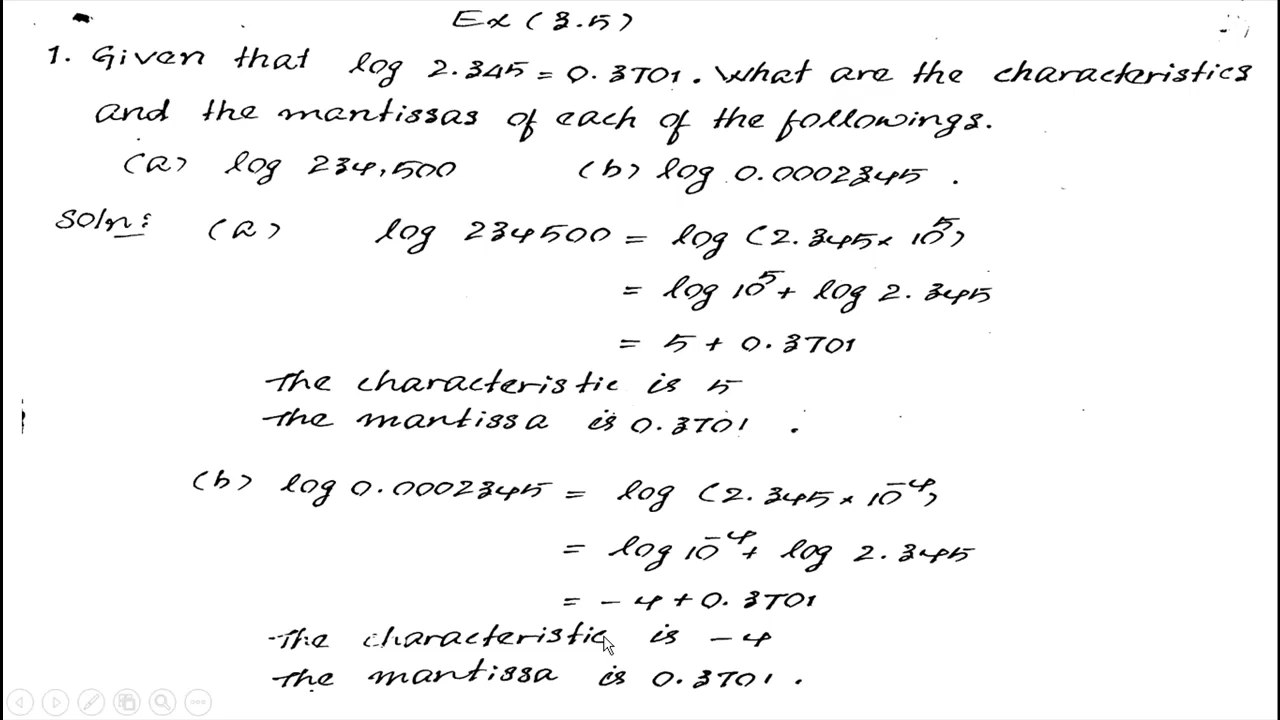 Ex (3.5)
1. Given that log 2.345 = 0.3701. What are the characteristics
and the mantissas of each of the followings.
(a) log 234,500 (b) log 0.0002345.
Soln: (a) log 234500 = log (2.345 × 10⁵)
= log 10⁵ + log 2.345
= 5 + 0.3701
The characteristic is 5
The mantissa is 0.3701.
(b) log 0.0002345 = log (2.345 × 10⁻⁴)
= log 10⁻⁴ + log 2.345
= - 4 + 0.3701
The characteristic is - 4
The mantissa is 0.3701.